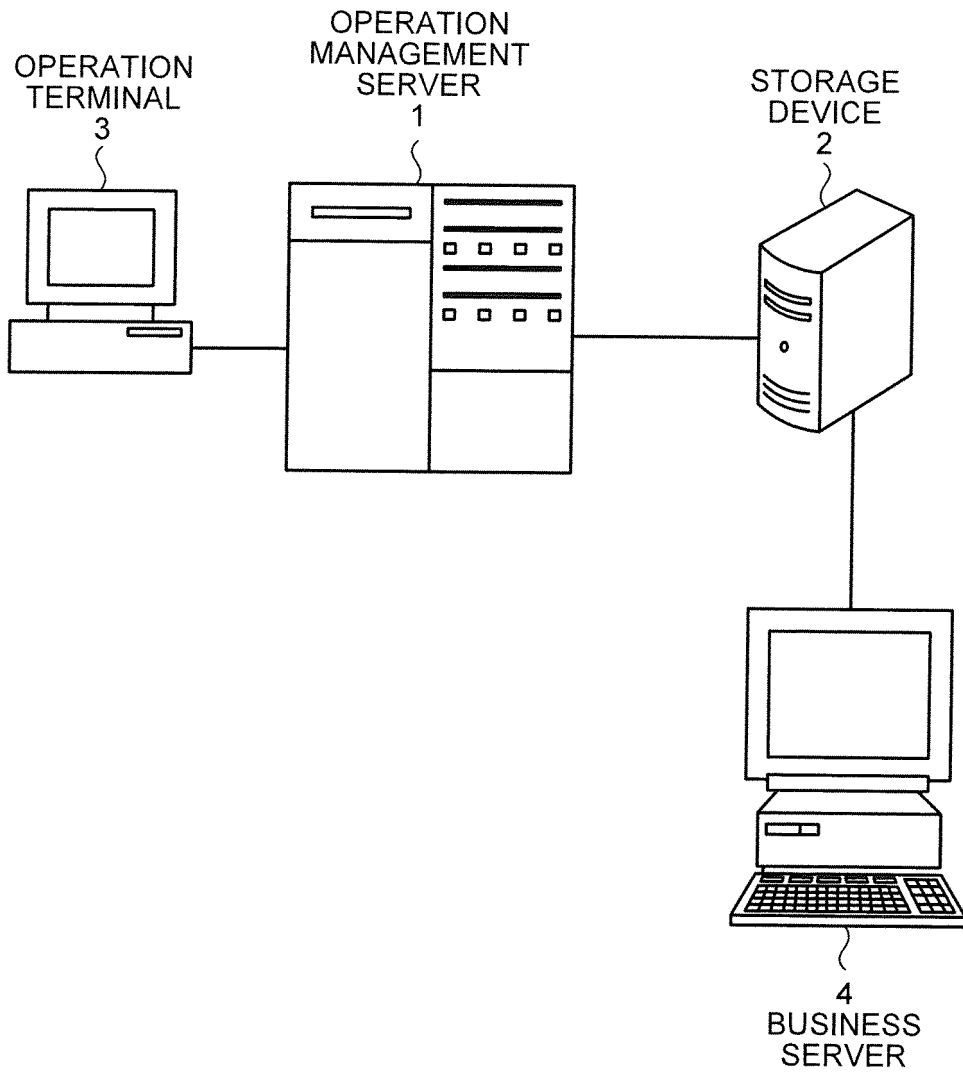 OPERATION
TERMINAL
3
OPERATION
MANAGEMENT
SERVER
1
STORAGE
DEVICE
2
4
BUSINESS
SERVER